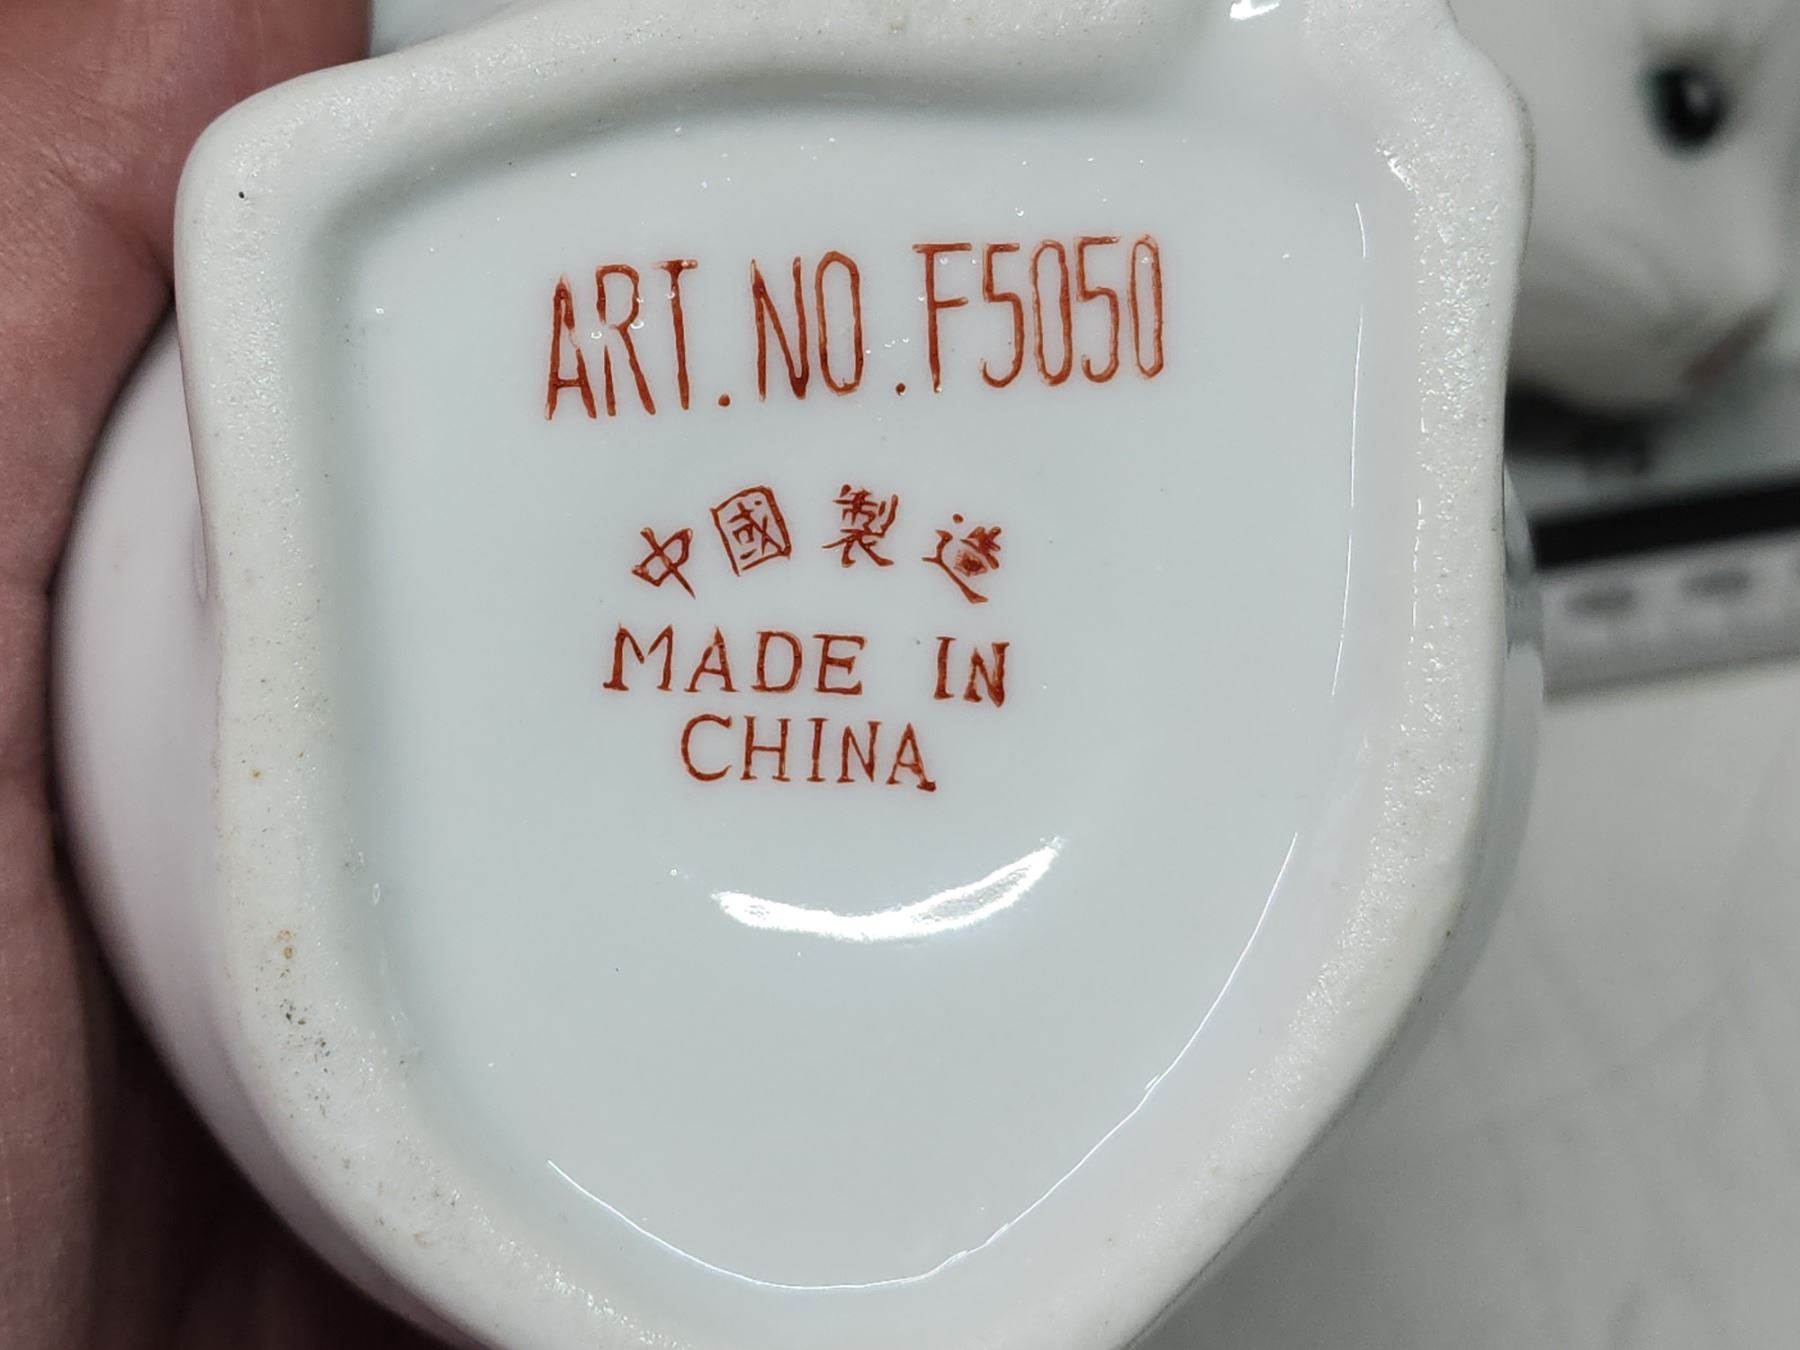 ART. NO. F5050
中國製造
MADE IN
CHINA